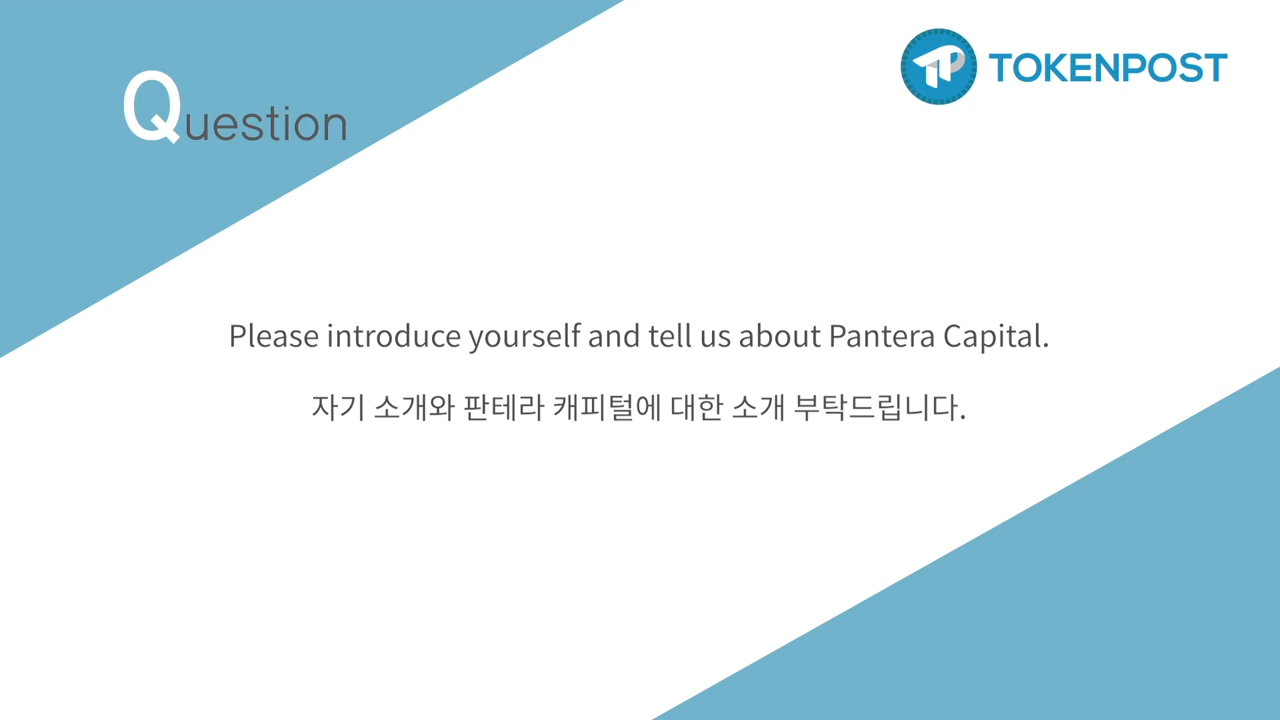 Question
TOKENPOST
Please introduce yourself and tell us about Pantera Capital.
자기 소개와 판테라 캐피털에 대한 소개 부탁드립니다.